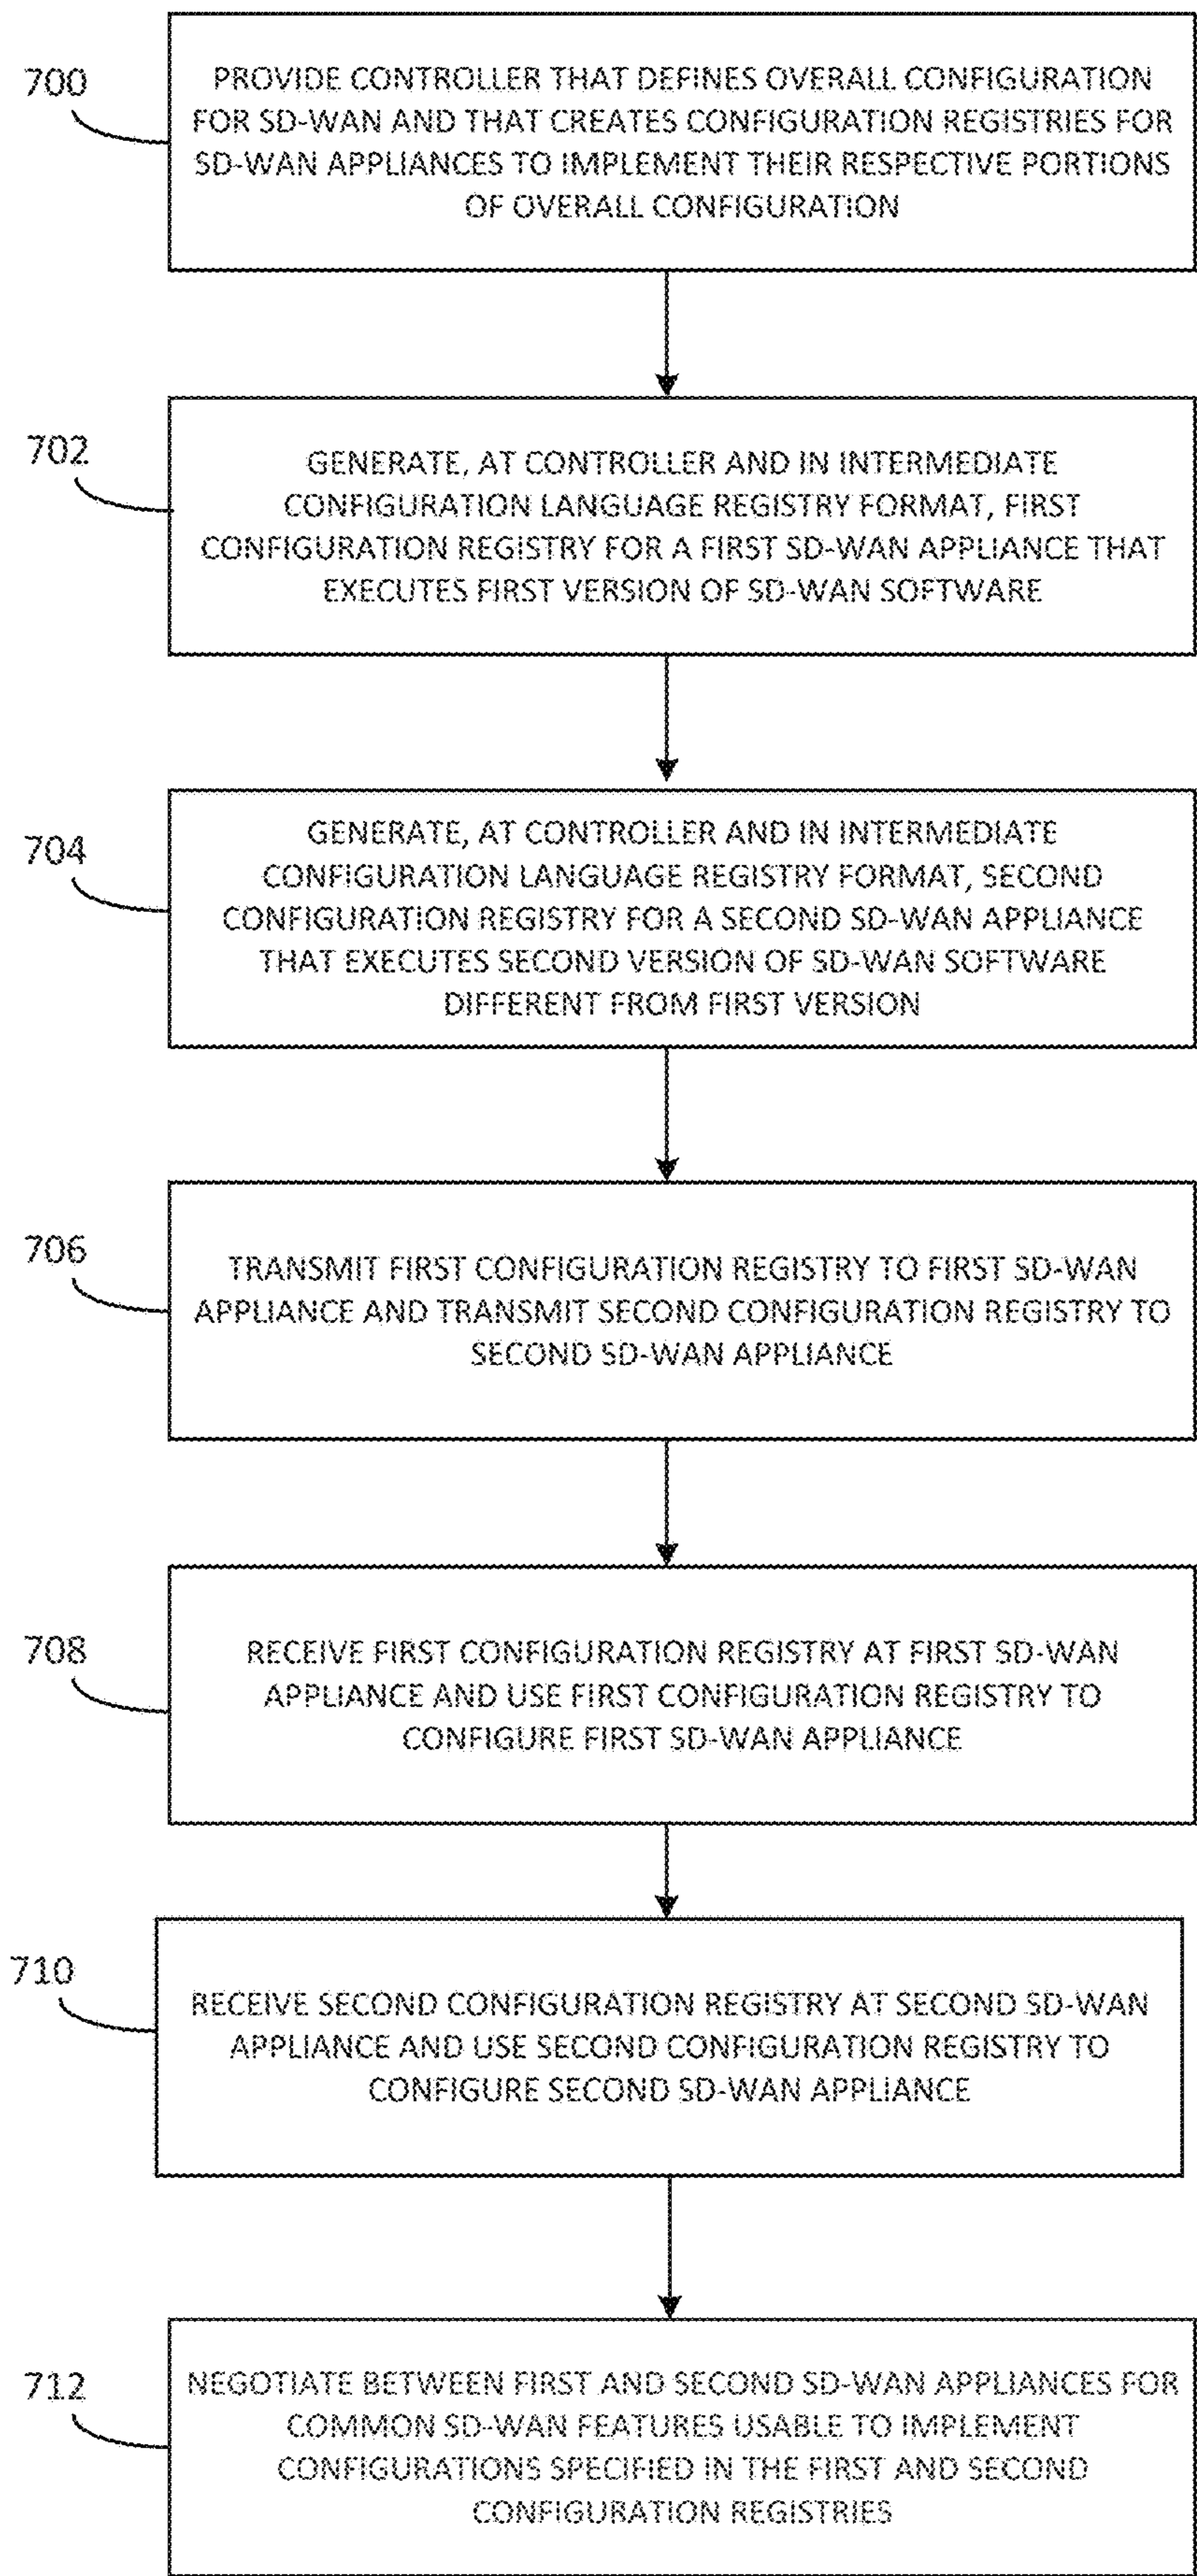 700
PROVIDE CONTROLLER THAT DEFINES OVERALL CONFIGURATION
FOR SD-WAN AND THAT CREATES CONFIGURATION REGISTRIES FOR
SD-WAN APPLIANCES TO IMPLEMENT THEIR RESPECTIVE PORTIONS
OF OVERALL CONFIGURATION
702
GENERATE, AT CONTROLLER AND IN INTERMEDIATE
CONFIGURATION LANGUAGE REGISTRY FORMAT, FIRST
CONFIGURATION REGISTRY FOR A FIRST SD-WAN APPLIANCE THAT
EXECUTES FIRST VERSION OF SD-WAN SOFTWARE
704
GENERATE, AT CONTROLLER AND IN INTERMEDIATE
CONFIGURATION LANGUAGE REGISTRY FORMAT, SECOND
CONFIGURATION REGISTRY FOR A SECOND SD-WAN APPLIANCE
THAT EXECUTES SECOND VERSION OF SD-WAN SOFTWARE
DIFFERENT FROM FIRST VERSION
706
TRANSMIT FIRST CONFIGURATION REGISTRY TO FIRST SD-WAN
APPLIANCE AND TRANSMIT SECOND CONFIGURATION REGISTRY TO
SECOND SD-WAN APPLIANCE
708
RECEIVE FIRST CONFIGURATION REGISTRY AT FIRST SD-WAN
APPLIANCE AND USE FIRST CONFIGURATION REGISTRY TO
CONFIGURE FIRST SD-WAN APPLIANCE
710
RECEIVE SECOND CONFIGURATION REGISTRY AT SECOND SD-WAN
APPLIANCE AND USE SECOND CONFIGURATION REGISTRY TO
CONFIGURE SECOND SD-WAN APPLIANCE
712
NEGOTIATE BETWEEN FIRST AND SECOND SD-WAN APPLIANCES FOR
COMMON SD-WAN FEATURES USABLE TO IMPLEMENT
CONFIGURATIONS SPECIFIED IN THE FIRST AND SECOND
CONFIGURATION REGISTRIES